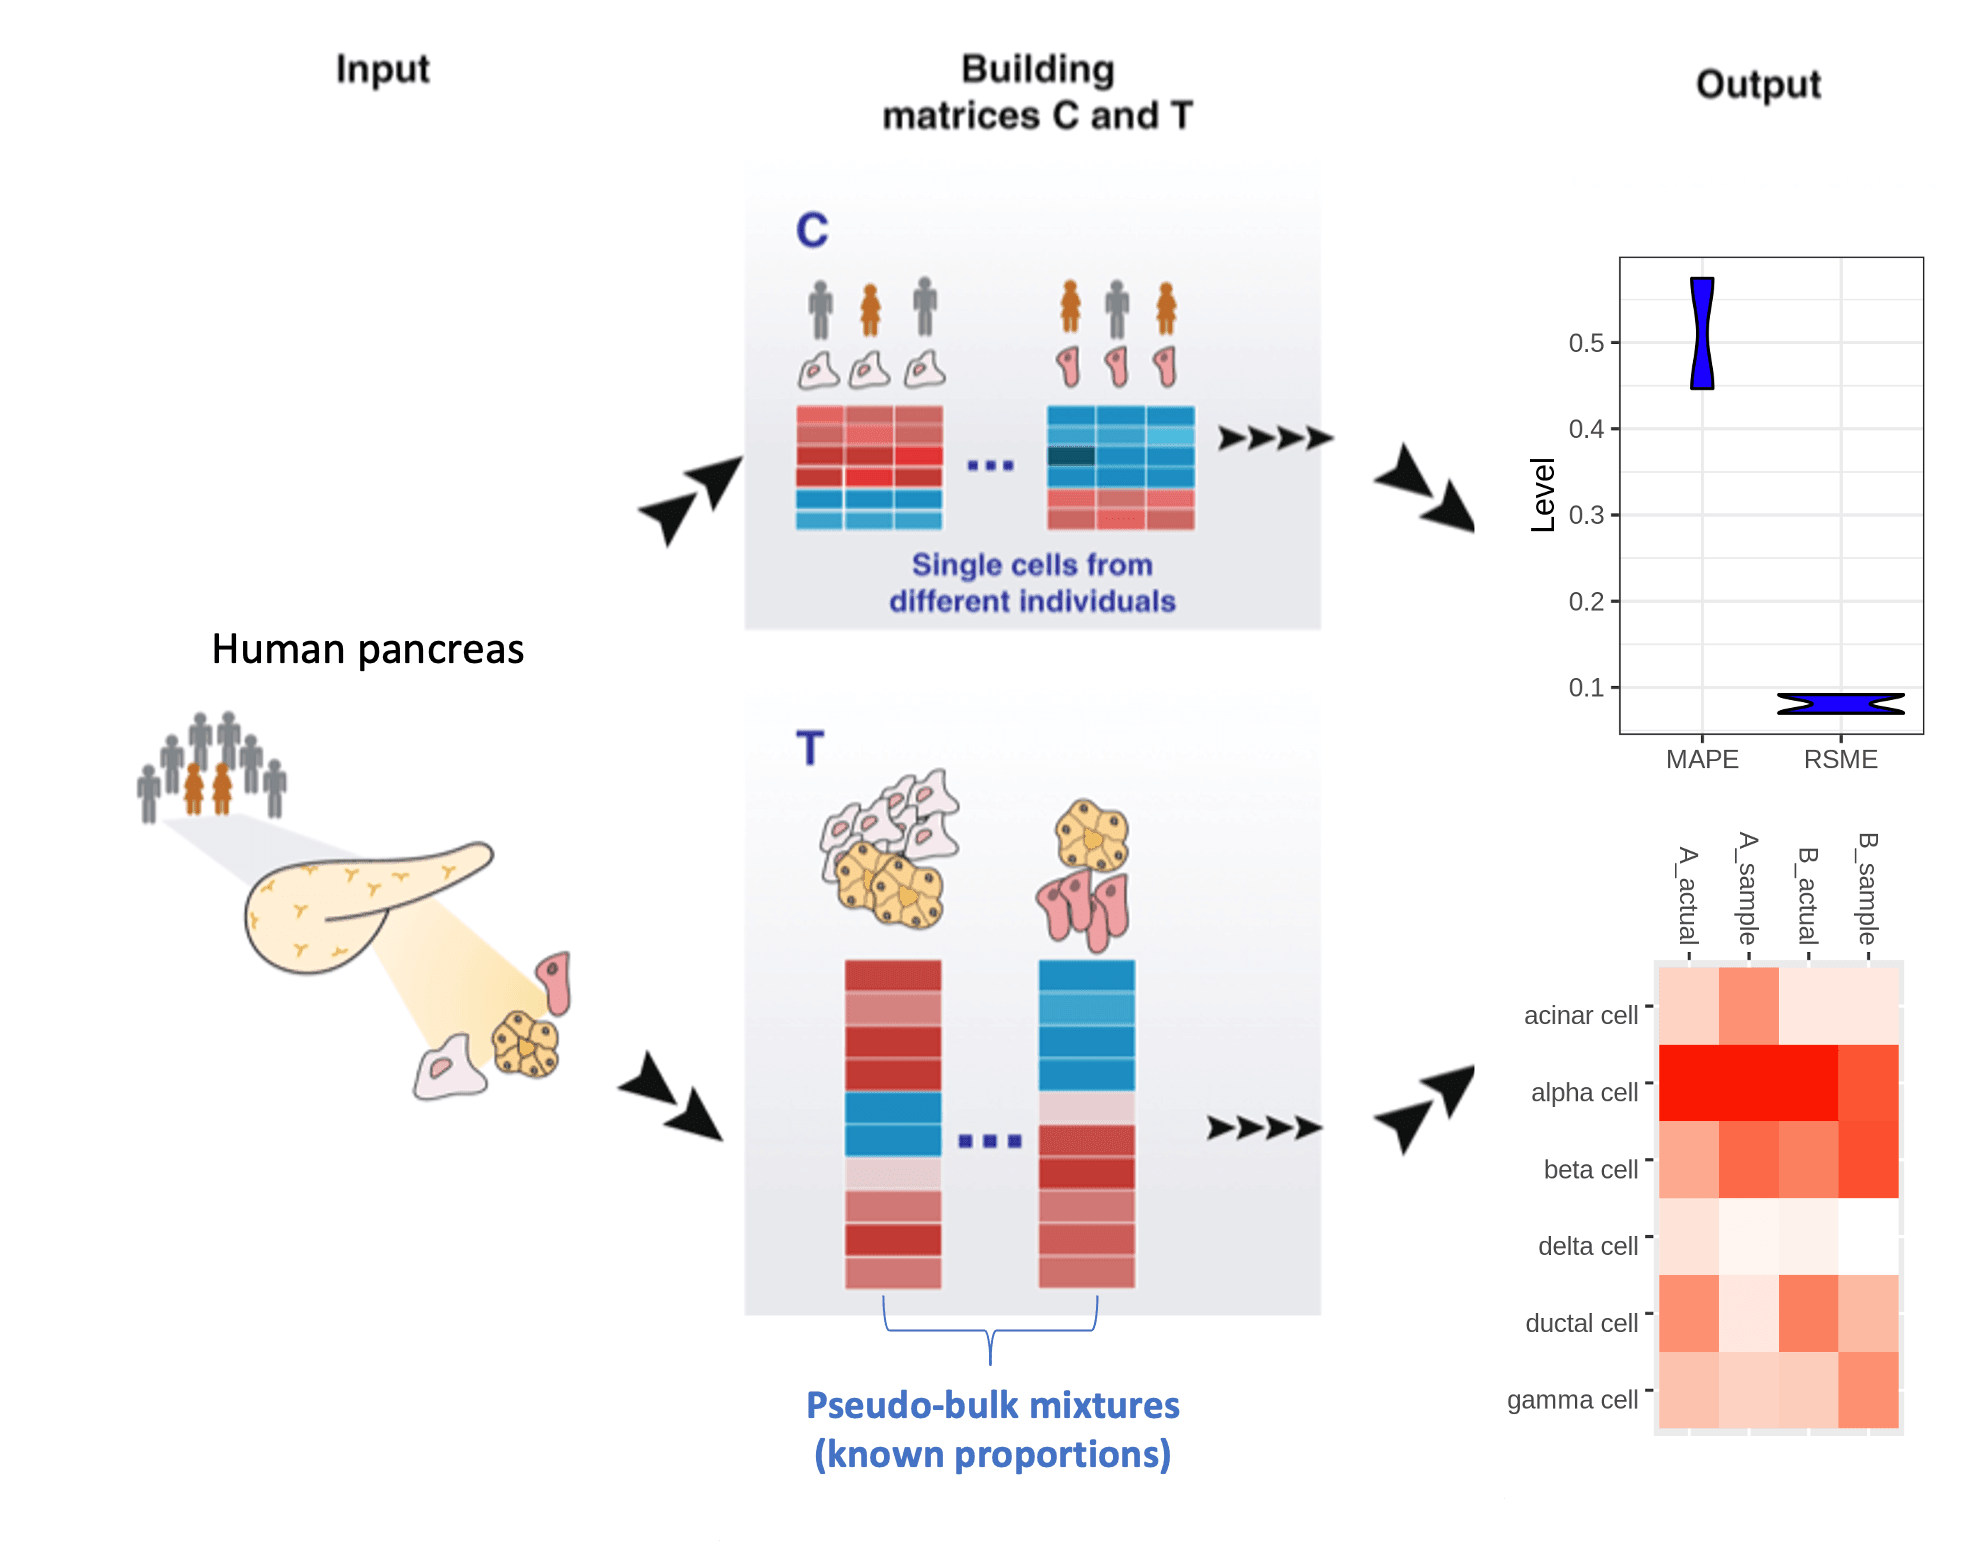 Input
Building
matrices C and T
Output
C
Single cells from
different individuals
Human pancreas
T
Pseudo-bulk mixtures
(known proportions)
Level
0.5
0.4
0.3
0.2
0.1
MAPE
RSME
A_actual
A_sample
B_actual
B_sample
acinar cell
alpha cell
beta cell
delta cell
ductal cell
gamma cell